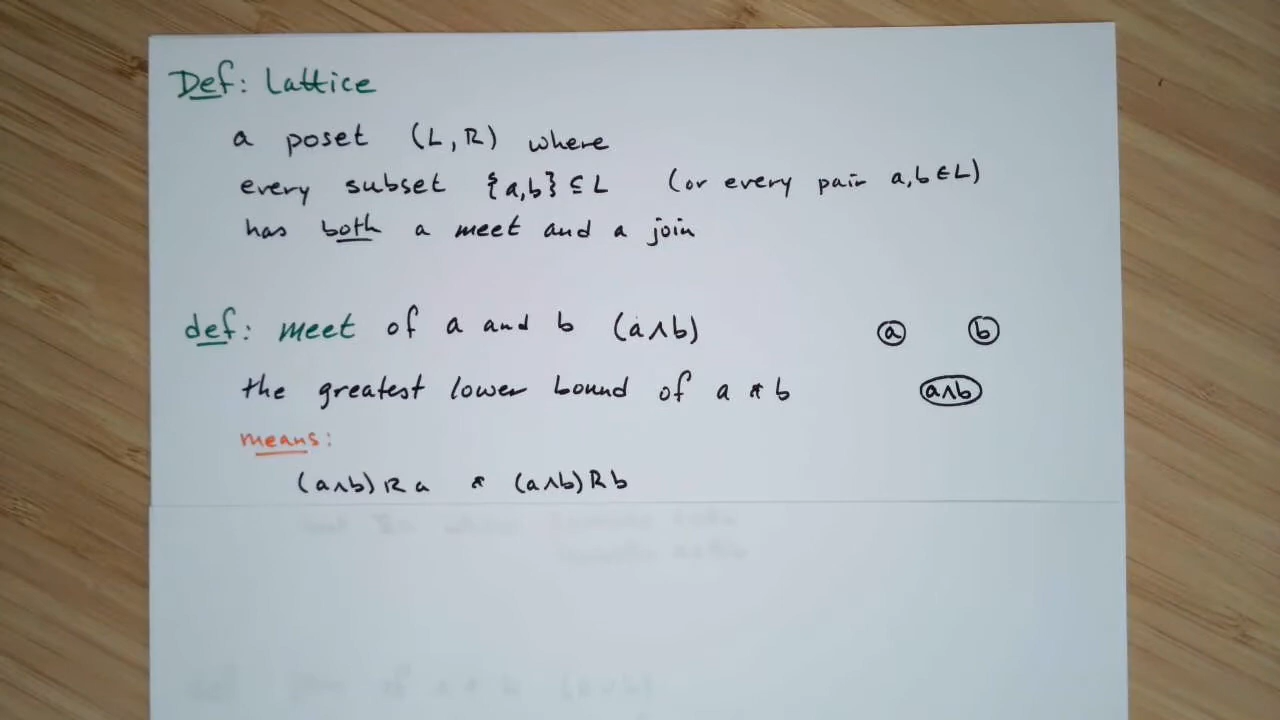 Def: Lattice
a poset (L, R) where
every subset {a,b} ⊆ L (or every pair a,b ∈ L)
has both a meet and a join
def: meet of a and b (a∧b)
a b
the greatest lower bound of a & b
a∧b
means:
(a∧b) R a & (a∧b) R b